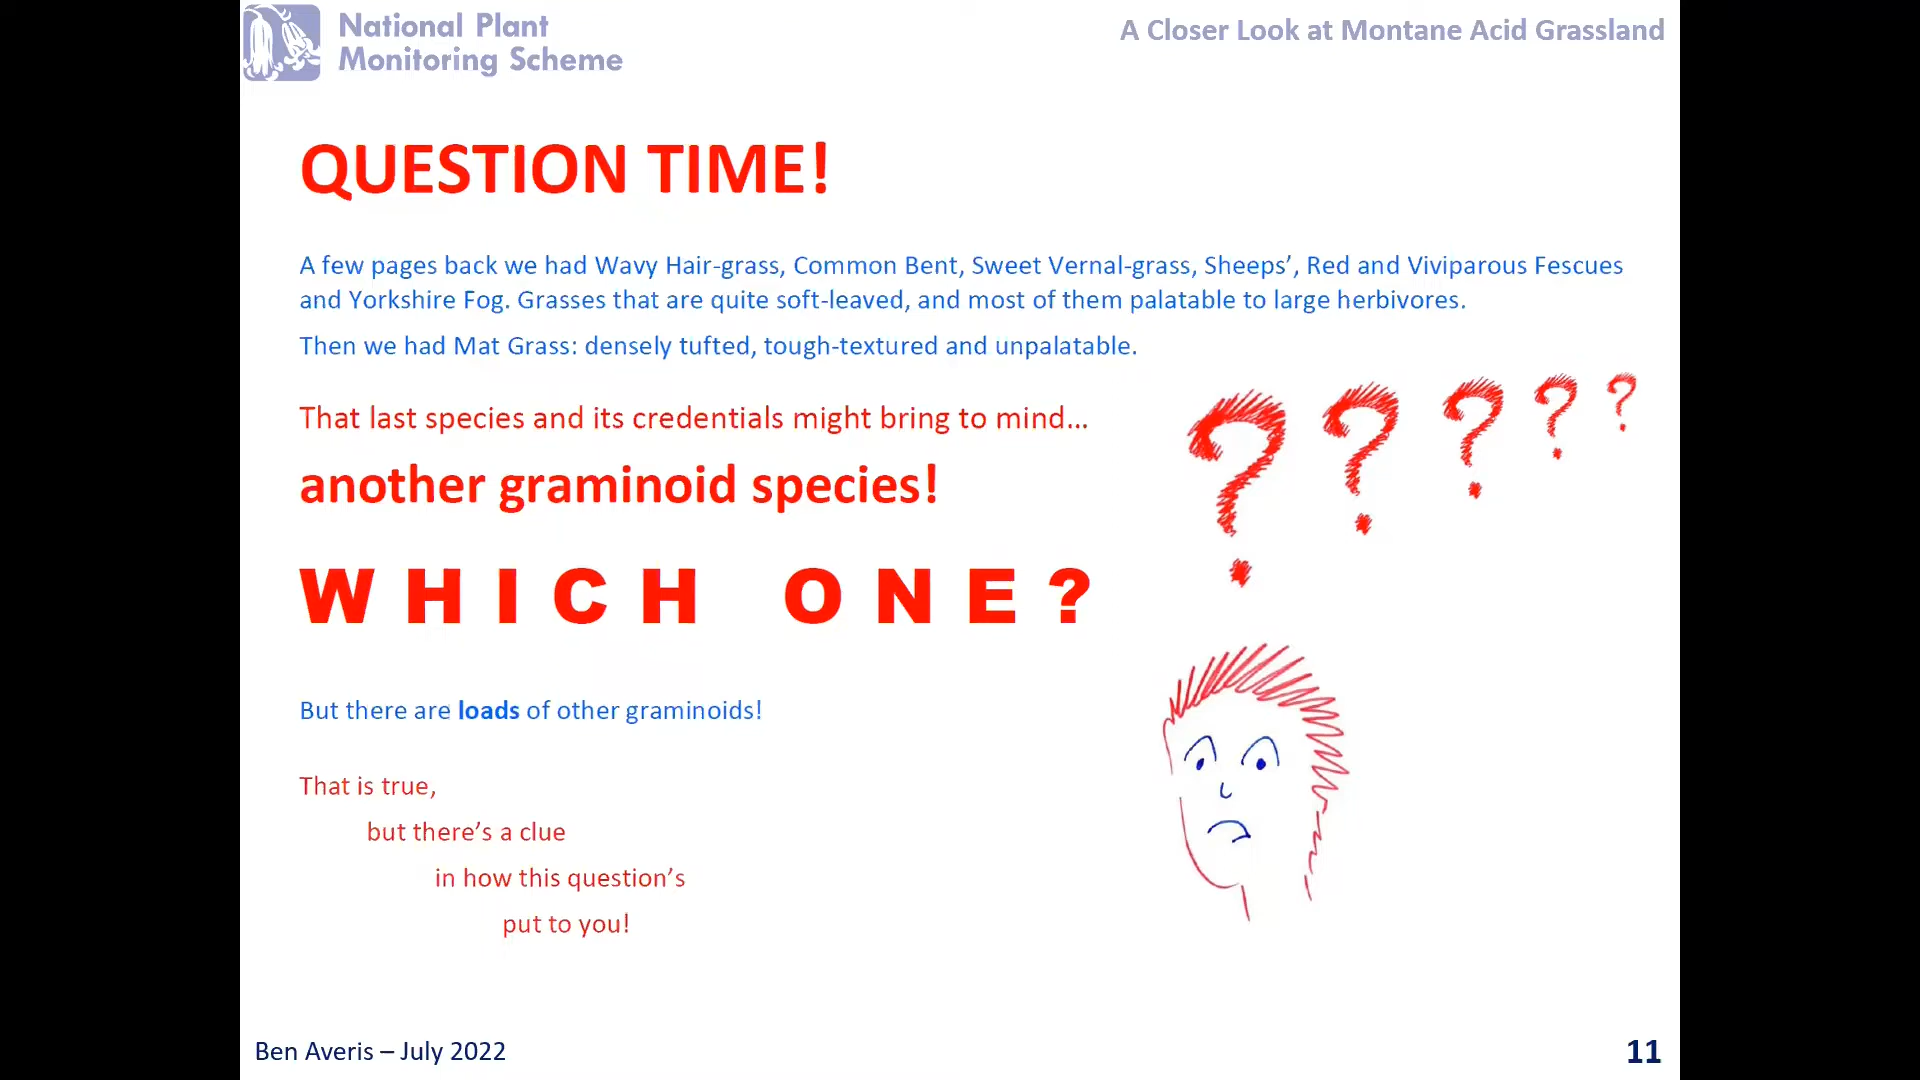 National Plant
Monitoring Scheme
A Closer Look at Montane Acid Grassland
QUESTION TIME!
A few pages back we had Wavy Hair-grass, Common Bent, Sweet Vernal-grass, Sheeps’, Red and Viviparous Fescues
and Yorkshire Fog. Grasses that are quite soft-leaved, and most of them palatable to large herbivores.
Then we had Mat Grass: densely tufted, tough-textured and unpalatable.
That last species and its credentials might bring to mind...
another graminoid species!
WHICH ONE?
? ? ? ? ?
But there are loads of other graminoids!
That is true,
but there’s a clue
in how this question’s
put to you!
Ben Averis – July 2022
11